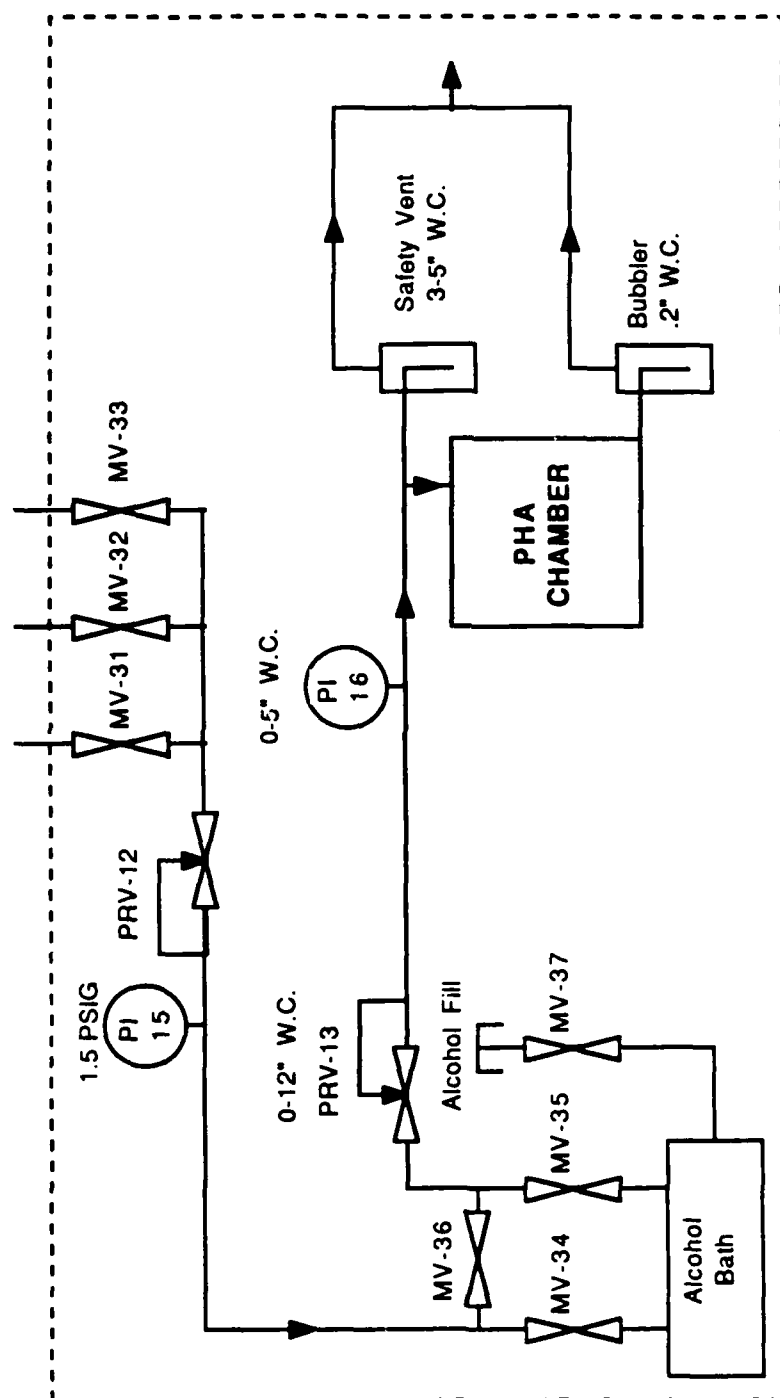 MV-31
MV-32
MV-33
PRV-12
1.5 PSIG
PI
15
0-5" W.C.
PI
16
Safety Vent
3-5" W.C.
0-12" W.C.
PRV-13
PHA
CHAMBER
Bubbler
.2" W.C.
Alcohol Fill
MV-37
MV-36
MV-35
MV-34
Alcohol
Bath